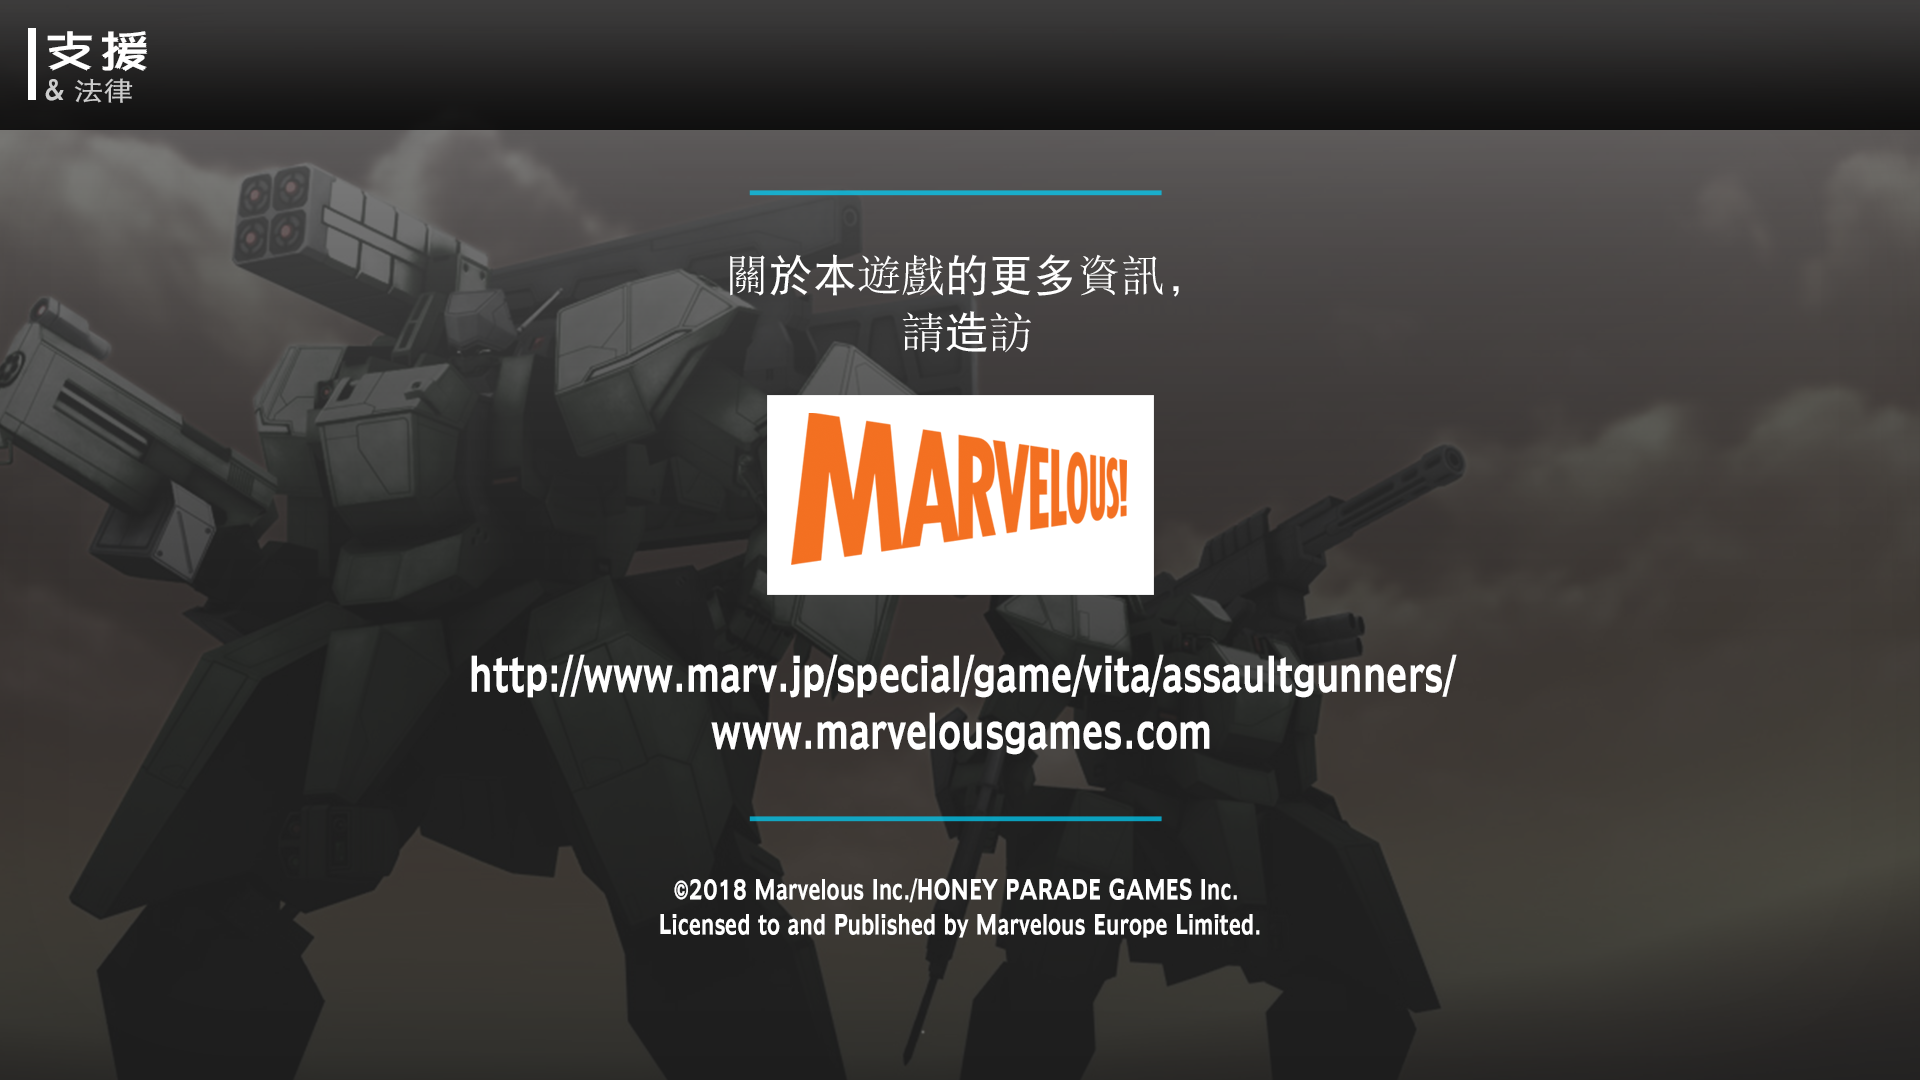 支援
& 法律
關於本遊戲的更多資訊,
請造訪
MARVELOUS!
http://www.marv.jp/special/game/vita/assaultgunners/
www.marvelousgames.com
©2018 Marvelous Inc./HONEY PARADE GAMES Inc.
Licensed to and Published by Marvelous Europe Limited.